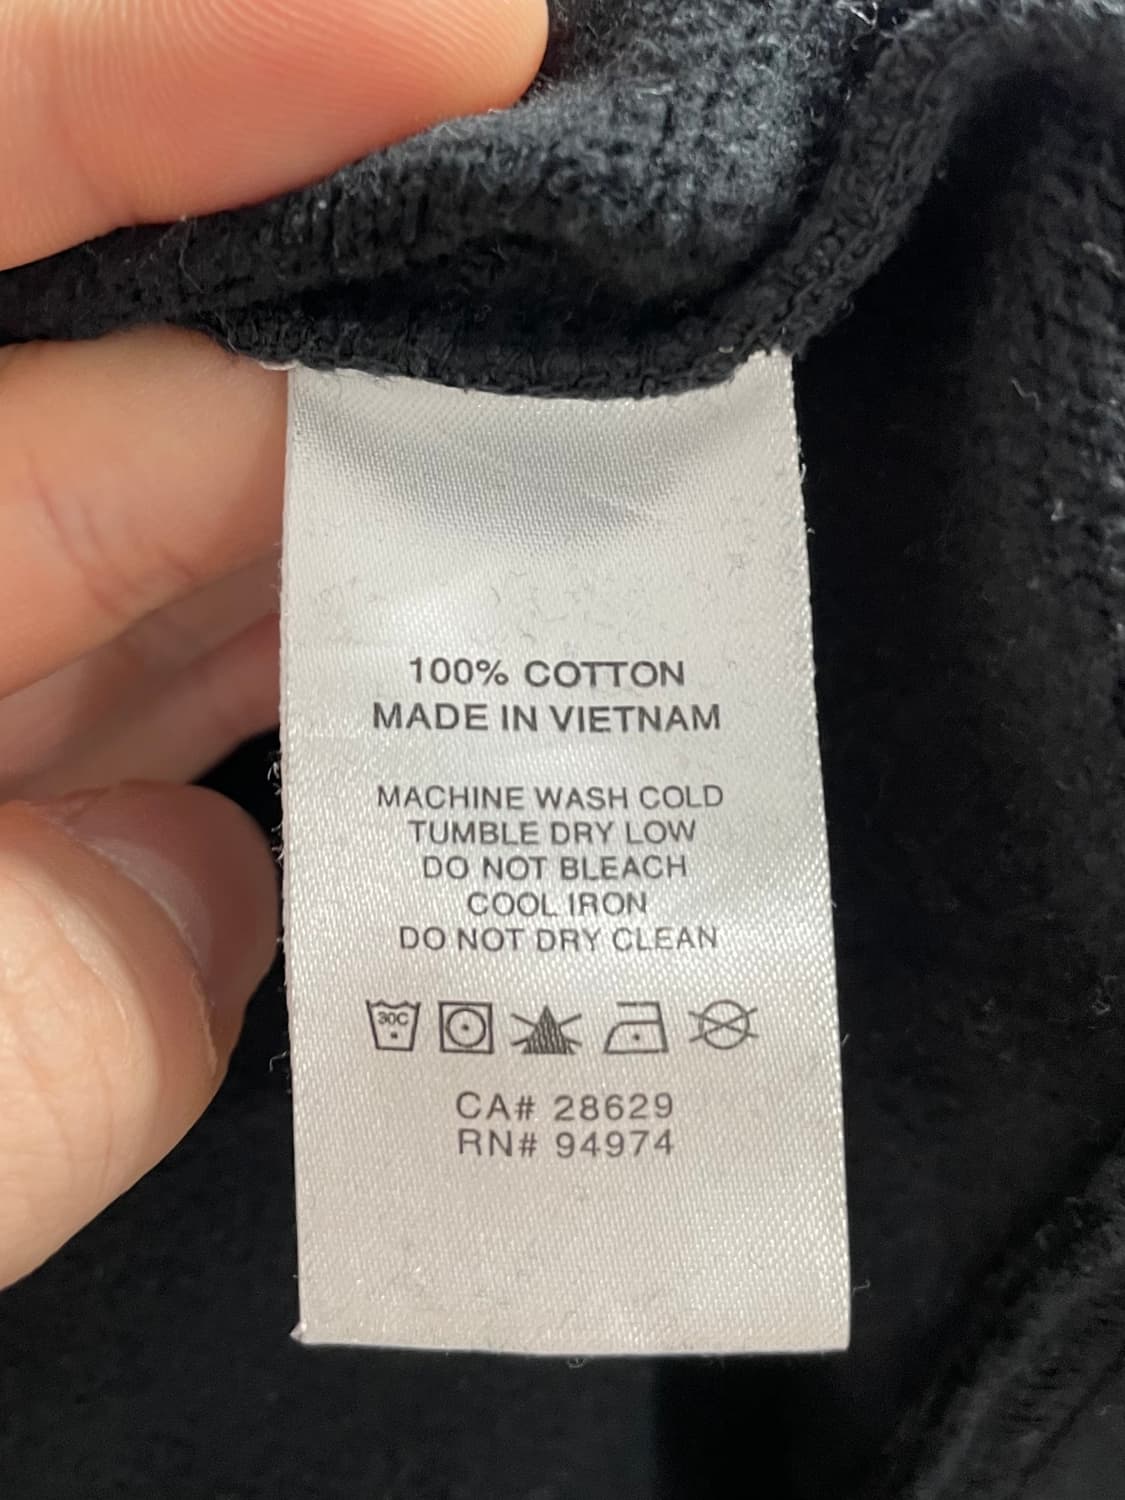 100% COTTON
MADE IN VIETNAM
MACHINE WASH COLD
TUMBLE DRY LOW
DO NOT BLEACH
COOL IRON
DO NOT DRY CLEAN
30C
CA# 28629
RN# 94974